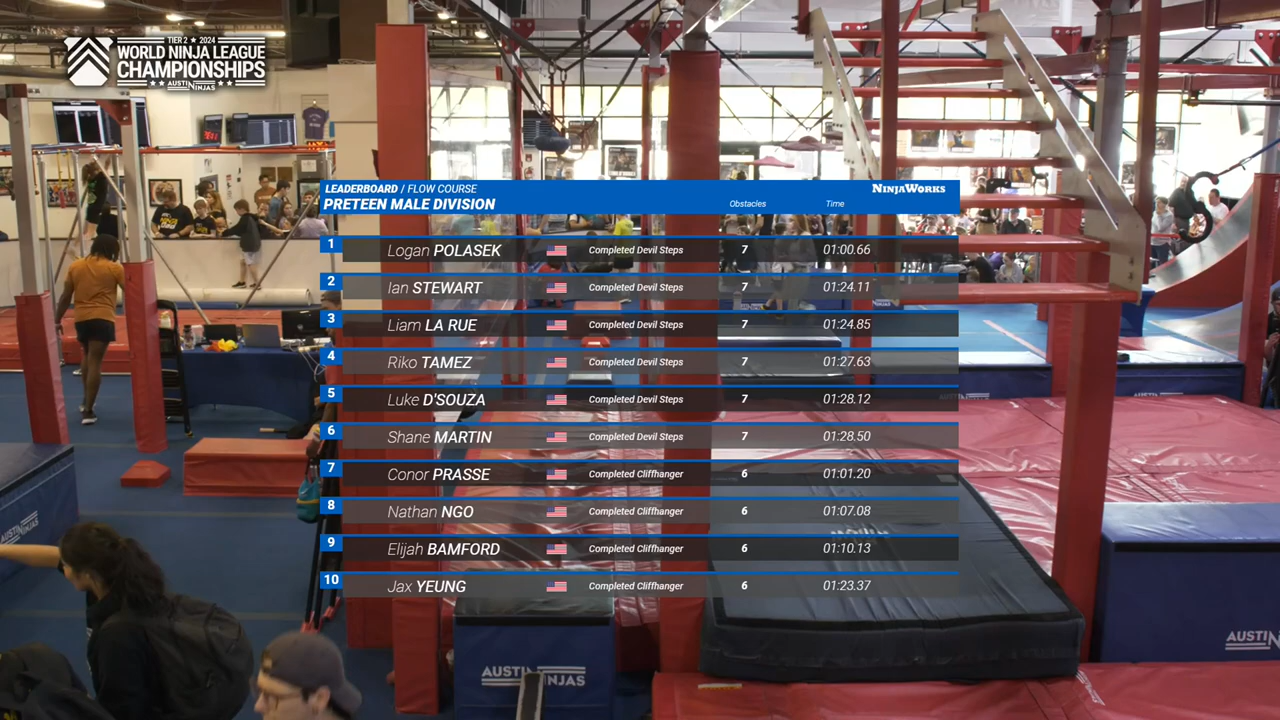 TIER 2 ★ 2024
WORLD NINJA LEAGUE
CHAMPIONSHIPS
AUSTIN NINJAS
LEADERBOARD / FLOW COURSE
NINJAWORKS
PRETEEN MALE DIVISION
Obstacles Time
1 Logan POLASEK Completed Devil Steps 7 01:00.66
2 Ian STEWART Completed Devil Steps 7 01:24.11
3 Liam LA RUE Completed Devil Steps 7 01:24.85
4 Riko TAMEZ Completed Devil Steps 7 01:27.63
5 Luke D'SOUZA Completed Devil Steps 7 01:28.12
6 Shane MARTIN Completed Devil Steps 7 01:28.50
7 Conor PRASSE Completed Cliffhanger 6 01:01.20
8 Nathan NGO Completed Cliffhanger 6 01:07.08
9 Elijah BAMFORD Completed Cliffhanger 6 01:10.13
10 Jax YEUNG Completed Cliffhanger 6 01:23.37
AUSTIN NINJAS
AUSTIN NINJAS
AUSTIN